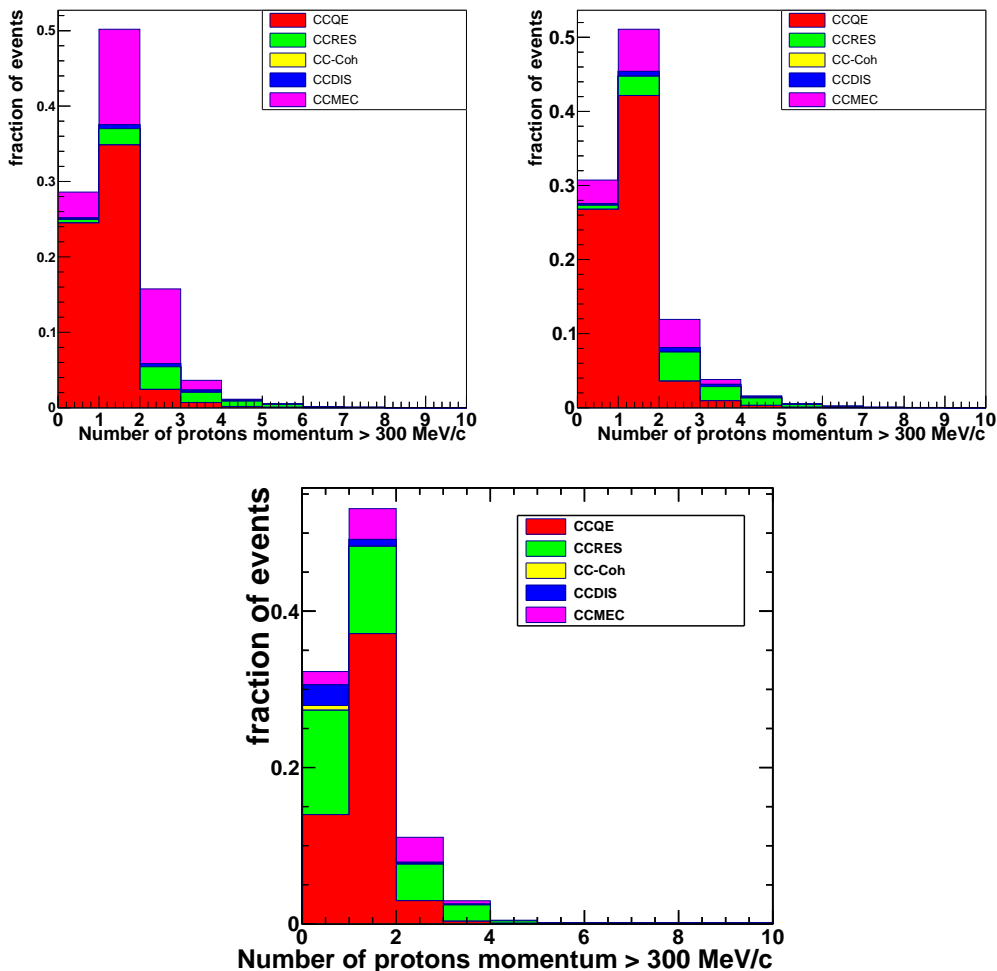 fraction of events
0.5
0.4
0.3
0.2
0.1
0
CCQE
CCRES
CC-Coh
CCDIS
CCMEC
0 1 2 3 4 5 6 7 8 9 10
Number of protons momentum > 300 MeV/c
fraction of events
0.5
0.4
0.3
0.2
0.1
0
CCQE
CCRES
CC-Coh
CCDIS
CCMEC
0 1 2 3 4 5 6 7 8 9 10
Number of protons momentum > 300 MeV/c
fraction of events
0.4
0.2
0
CCQE
CCRES
CC-Coh
CCDIS
CCMEC
0 2 4 6 8 10
Number of protons momentum > 300 MeV/c